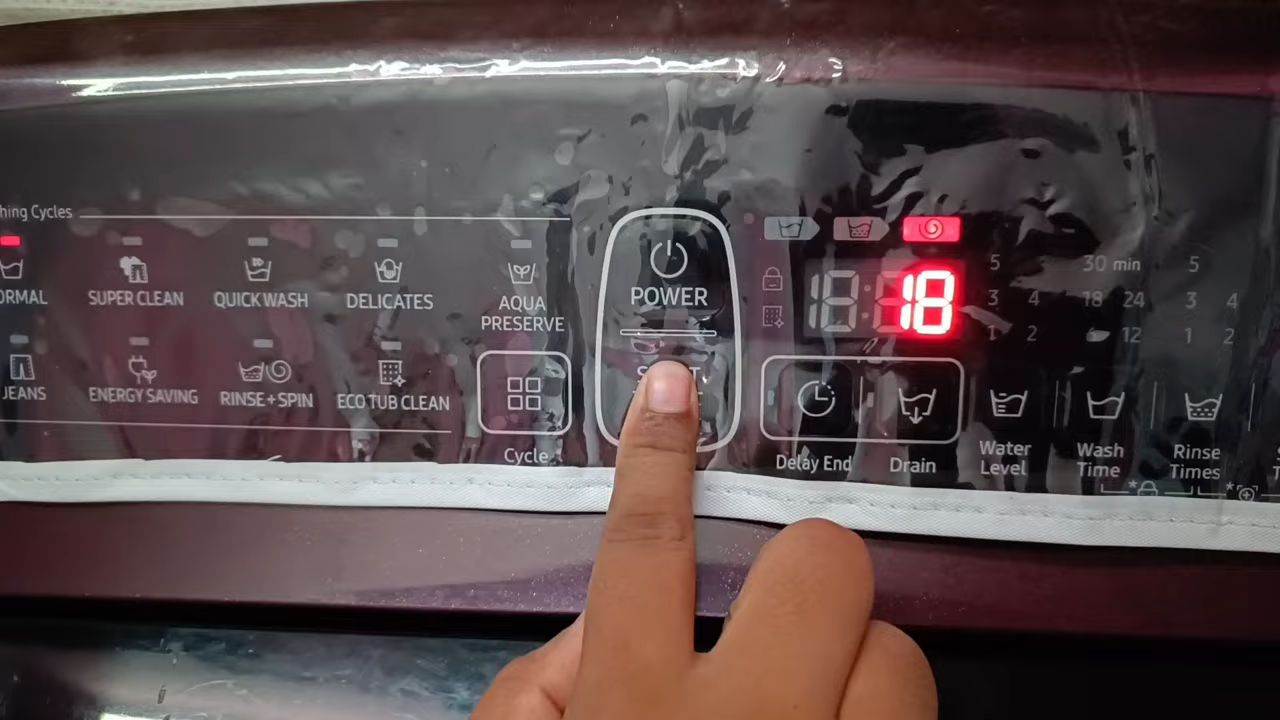 hing Cycles
ORMAL
SUPER CLEAN
QUICK WASH
DELICATES
AQUA
PRESERVE
JEANS
ENERGY SAVING
RINSE+SPIN
ECO TUB CLEAN
Cycle
POWER
18:
18
5
30 min
5
3 4
18 24
3 4
1 2
12
1 2
Delay End
Drain
Water
Level
Wash
Time
Rinse
Times